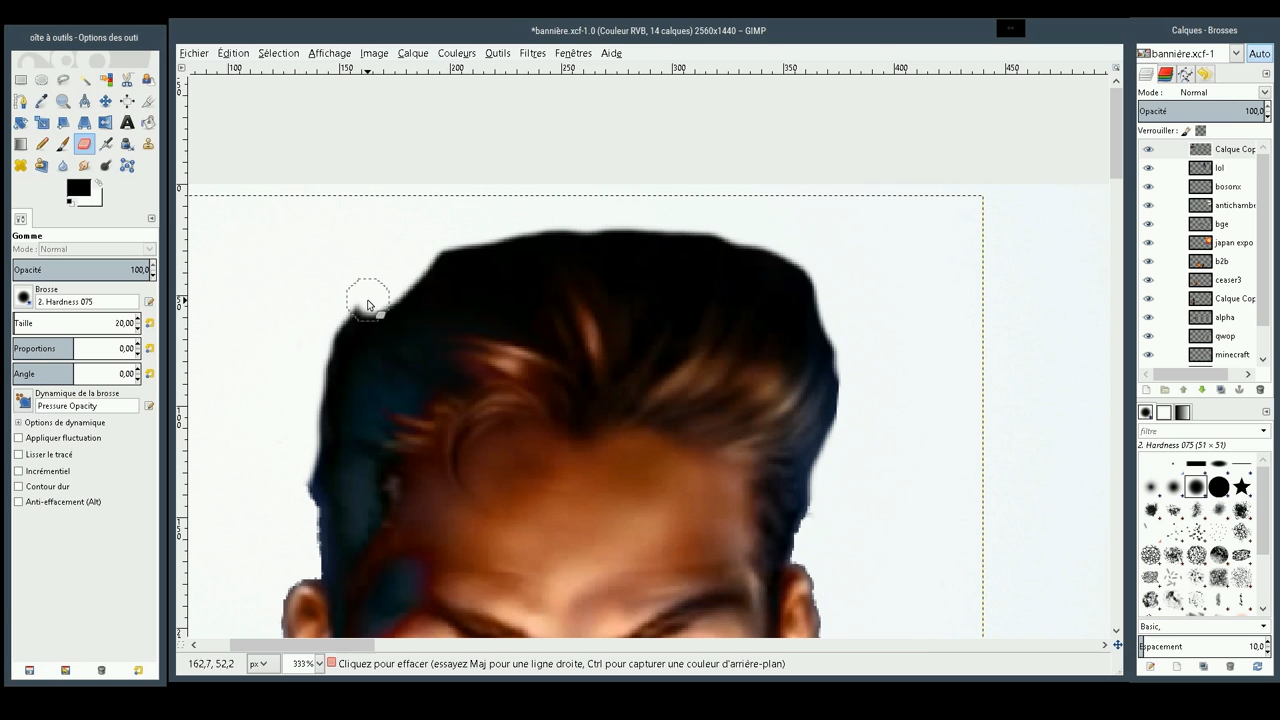 oîte à outils - Options des outi
*bannière.xcf-1.0 (Couleur RVB, 14 calques) 2560x1440 – GIMP
Calques - Brosses
Fichier Édition Sélection Affichage Image Calque Couleurs Outils Filtres Fenêtres Aide
bannière.xcf-1 Auto
100 150 200 250 300 350 400 450
Mode : Normal
Opacité 100,0
Verrouiller :
Calque Cop
lol
bosonx
antichambe
bge
japan expo
b2b
ceaser3
Calque Cop
alpha
qwop
minecraft
Gomme
Mode : Normal
Opacité 100,0
Brosse
2. Hardness 075
Taille 20,00
Proportions 0,00
Angle 0,00
Dynamique de la brosse
Pressure Opacity
Options de dynamique
Appliquer fluctuation
Lisser le tracé
Incrémentiel
Contour dur
Anti-effacement (Alt)
filtre
2. Hardness 075 (51 × 51)
Basic,
Espacement 10,0
162,7, 52,2 px 333% Cliquez pour effacer (essayez Maj pour une ligne droite, Ctrl pour capturer une couleur d'arrière-plan)